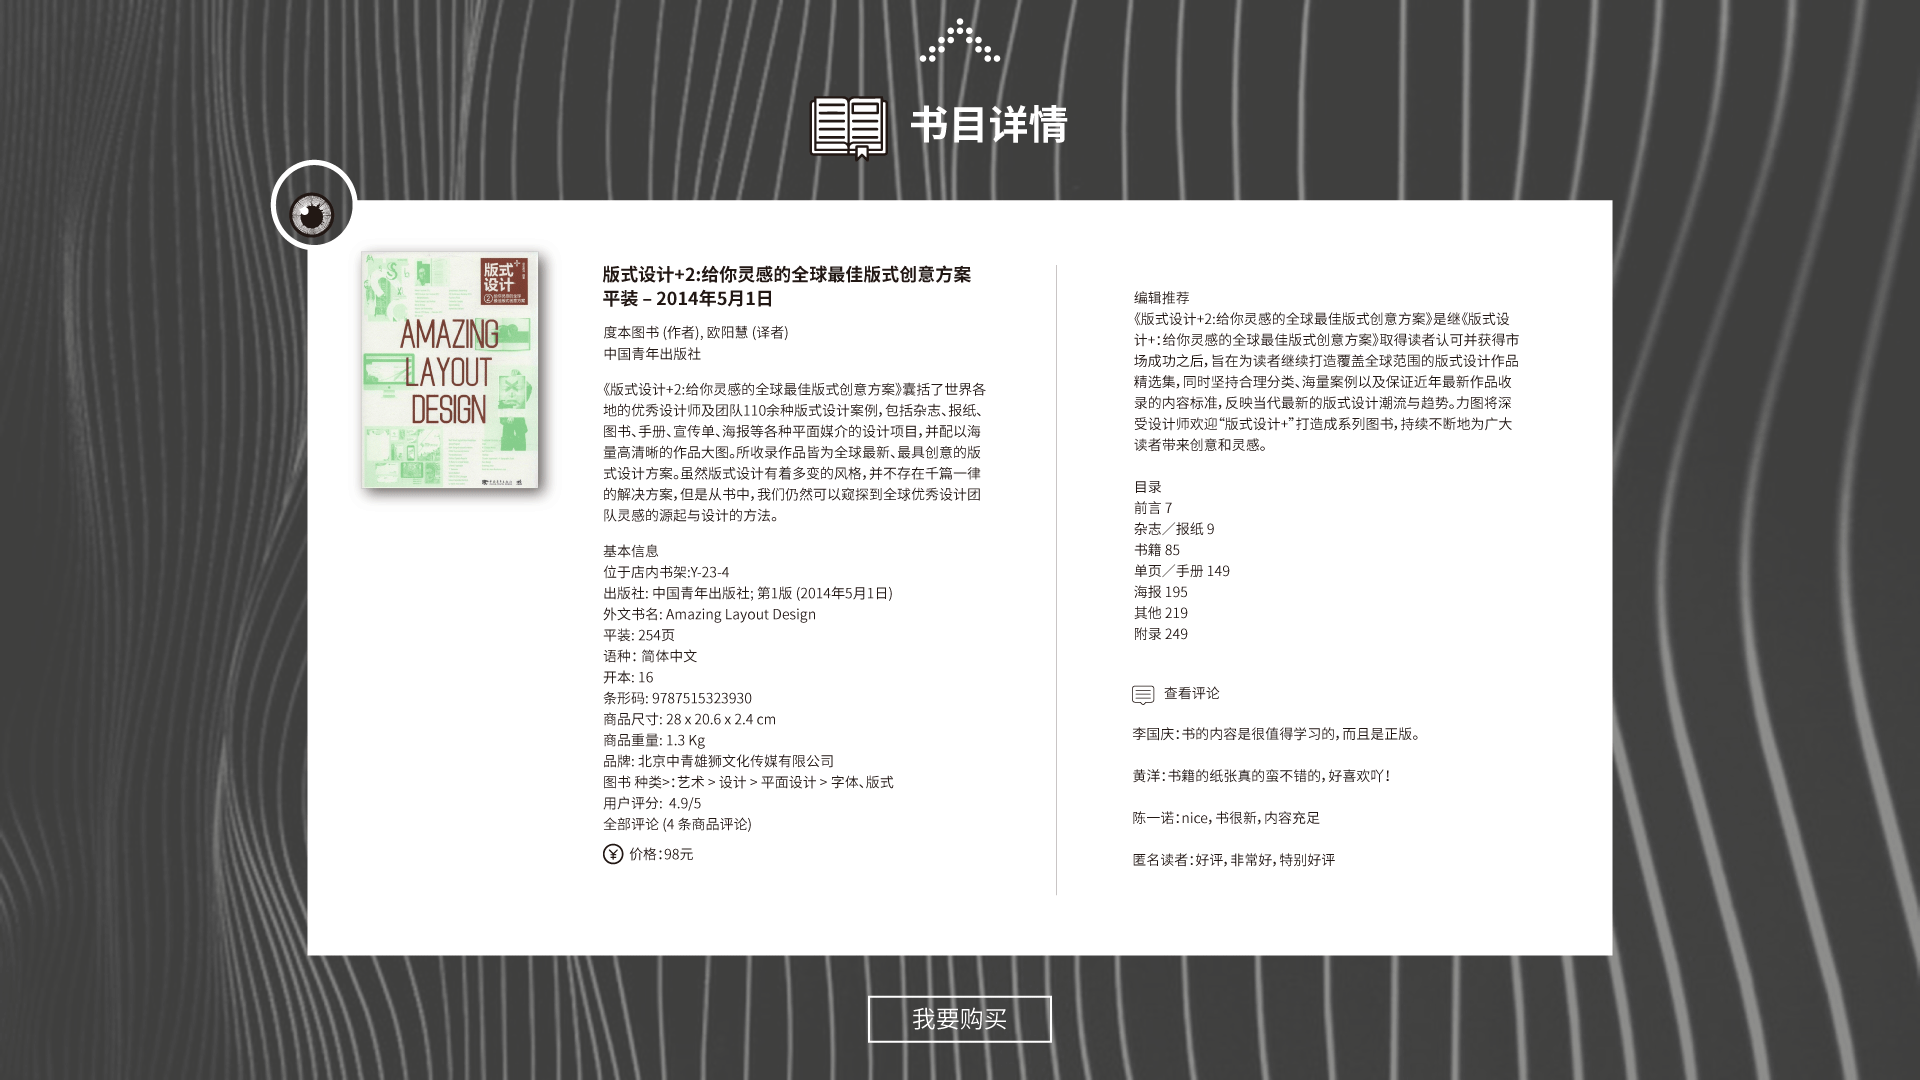 书目详情
版式+
设计
AMAZING
LAYOUT
DESIGN
版式设计+2:给你灵感的全球最佳版式创意方案
平装 – 2014年5月1日
度本图书 (作者), 欧阳慧 (译者)
中国青年出版社
《版式设计+2:给你灵感的全球最佳版式创意方案》囊括了世界各
地的优秀设计师及团队110余种版式设计案例，包括杂志、报纸、
图书、手册、宣传单、海报等各种平面媒介的设计项目，并配以海
量高清晰的作品大图。所收录作品皆为全球最新、最具创意的版
式设计方案。虽然版式设计有着多变的风格，并不存在千篇一律
的解决方案，但是从书中，我们仍然可以窥探到全球优秀设计团
队灵感的源起与设计的方法。
基本信息
位于店内书架:Y-23-4
出版社: 中国青年出版社; 第1版 (2014年5月1日)
外文书名: Amazing Layout Design
平装: 254页
语种：简体中文
开本: 16
条形码: 9787515323930
商品尺寸: 28 x 20.6 x 2.4 cm
商品重量: 1.3 Kg
品牌: 北京中青雄狮文化传媒有限公司
图书 种类>：艺术 > 设计 > 平面设计 > 字体、版式
用户评分:  4.9/5
全部评论 (4 条商品评论)
价格：98元
编辑推荐
《版式设计+2:给你灵感的全球最佳版式创意方案》是继《版式设
计+：给你灵感的全球最佳版式创意方案》取得读者认可并获得市
场成功之后，旨在为读者继续打造覆盖全球范围的版式设计作品
精选集，同时坚持合理分类、海量案例以及保证近年最新作品收
录的内容标准，反映当代最新的版式设计潮流与趋势。力图将深
受设计师欢迎“版式设计+”打造成系列图书，持续不断地为广大
读者带来创意和灵感。
目录
前言 7
杂志／报纸 9
书籍 85
单页／手册 149
海报 195
其他 219
附录 249
查看评论
李国庆：书的内容是很值得学习的，而且是正版。
黄洋：书籍的纸张真的蛮不错的，好喜欢吖！
陈一诺：nice，书很新，内容充足
匿名读者：好评，非常好，特别好评
我要购买